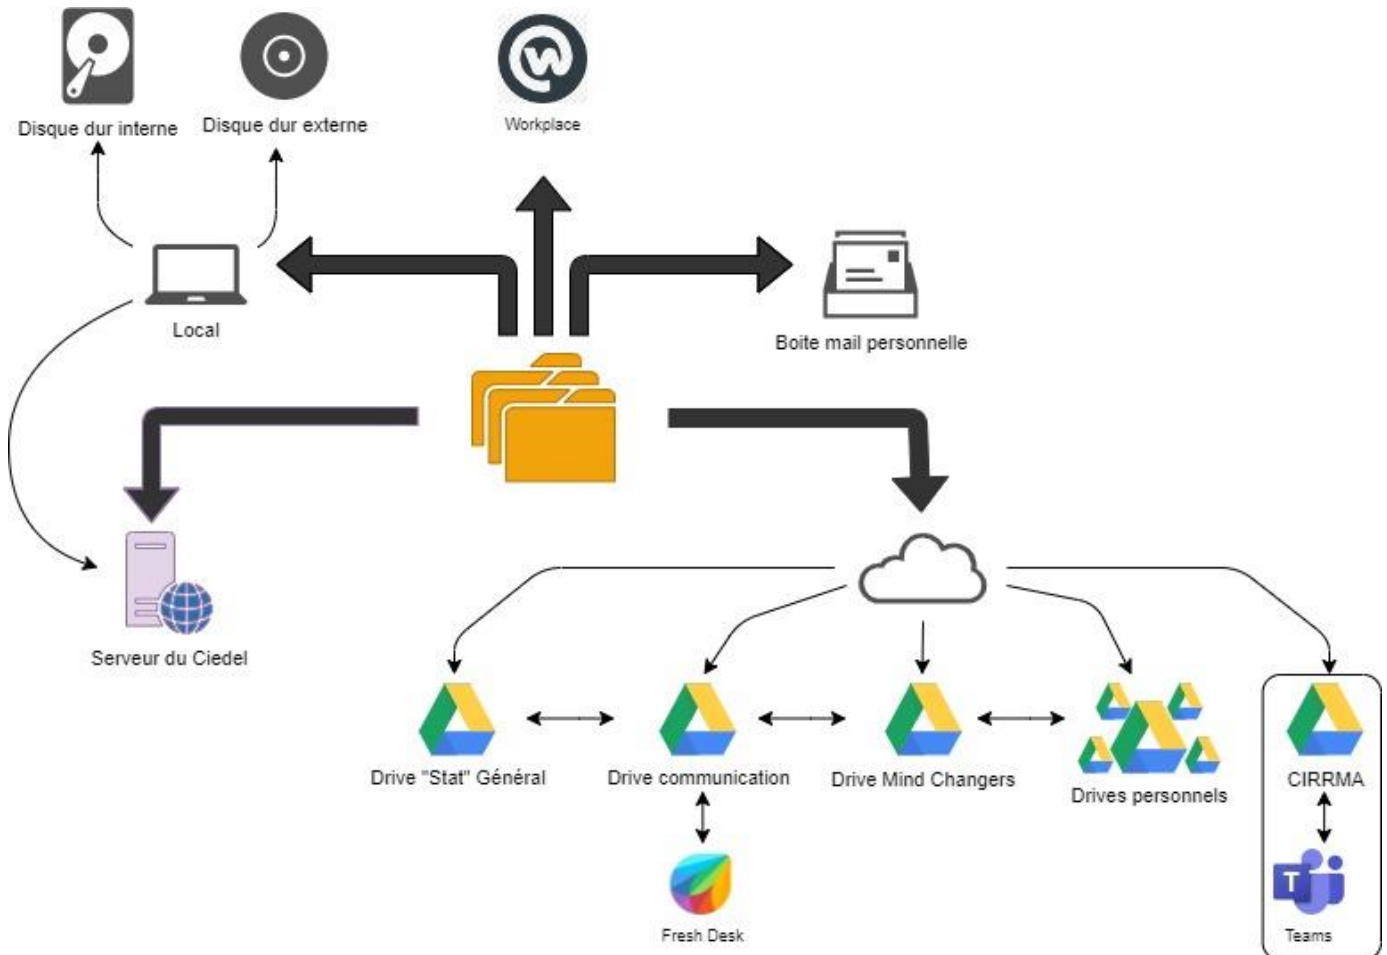 Disque dur interne
Disque dur externe
Workplace
Local
Boite mail personnelle
Serveur du Ciedel
Drive "Stat" Général
Drive communication
Drive Mind Changers
Drives personnels
CIRRMA
Fresh Desk
T
Teams